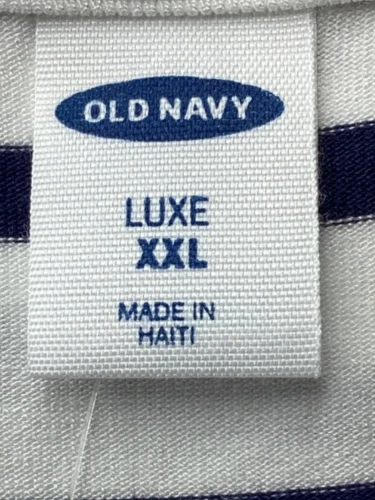 OLD NAVY
LUXE
XXL
MADE IN
HAITI